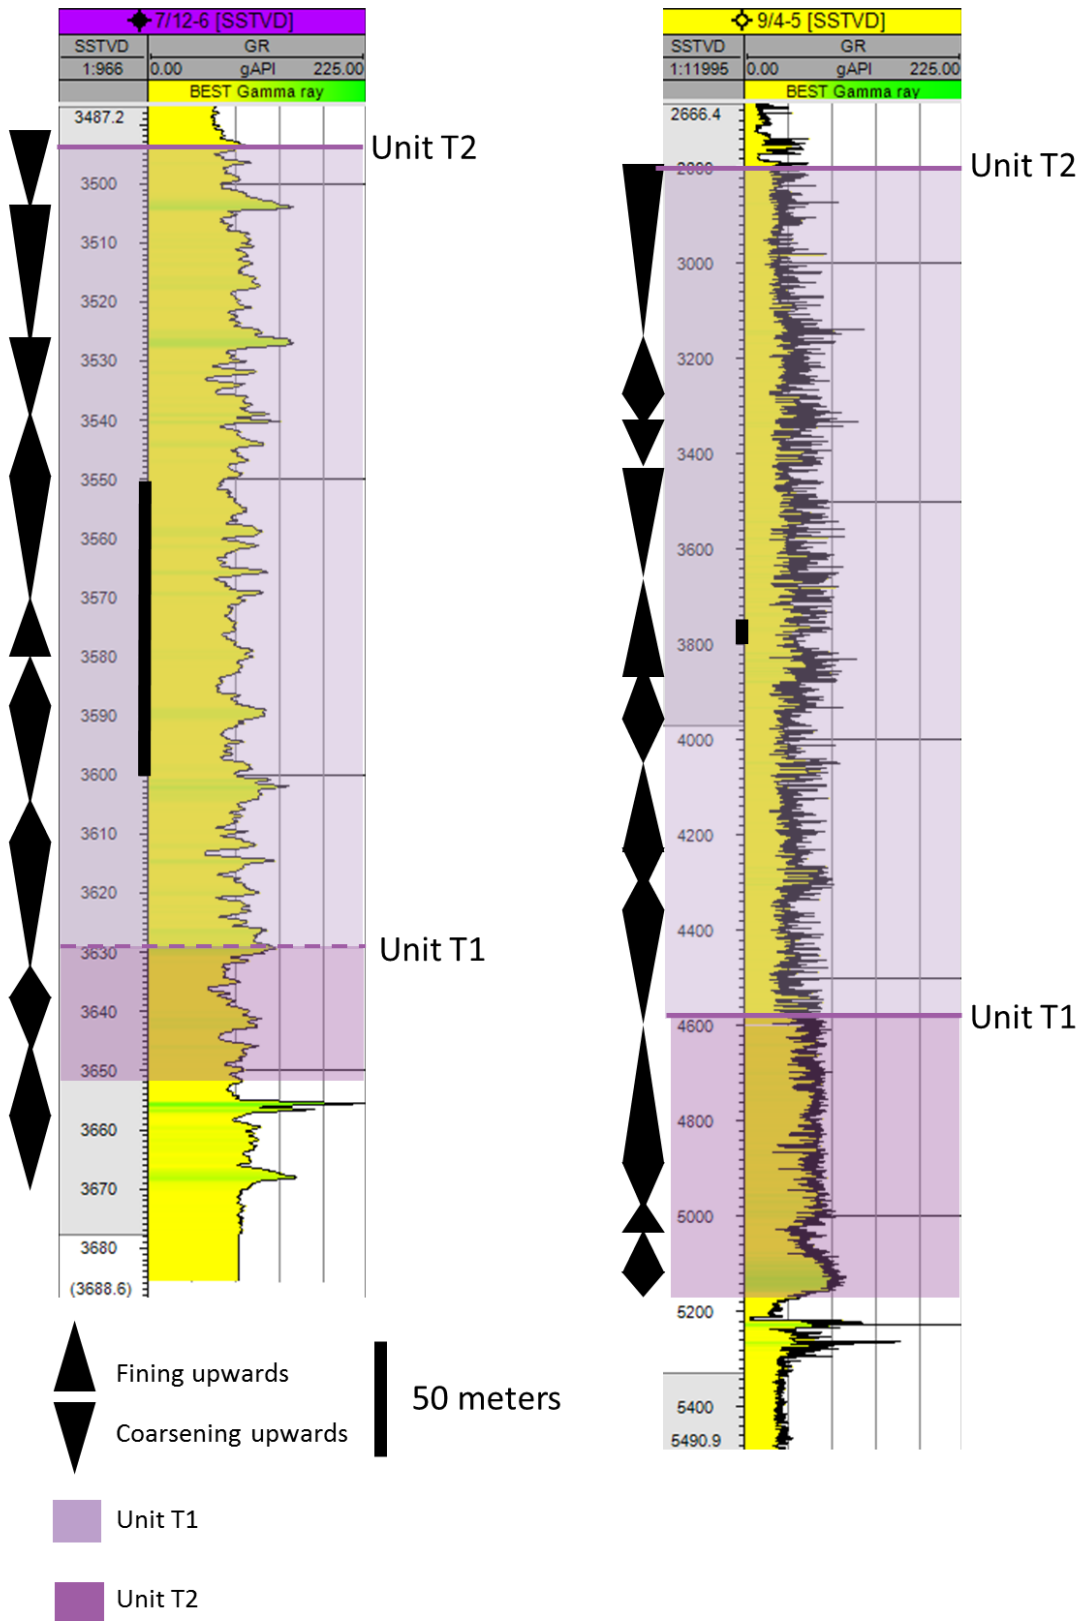 7/12-6 [SSTVD]
SSTVD
GR
1:966
0.00
gAPI
225.00
BEST Gamma ray
3487.2
Unit T2
3500
3510
3520
3530
3540
3550
3560
3570
3580
3590
3600
3610
3620
3630
Unit T1
3640
3650
3660
3670
3680
(3688.6)
9/4-5 [SSTVD]
SSTVD
GR
1:11995
0.00
gAPI
225.00
BEST Gamma ray
2666.4
2800
Unit T2
3000
3200
3400
3600
3800
4000
4200
4400
4600
Unit T1
4800
5000
5200
5400
5490.9
Fining upwards
Coarsening upwards
50 meters
Unit T1
Unit T2